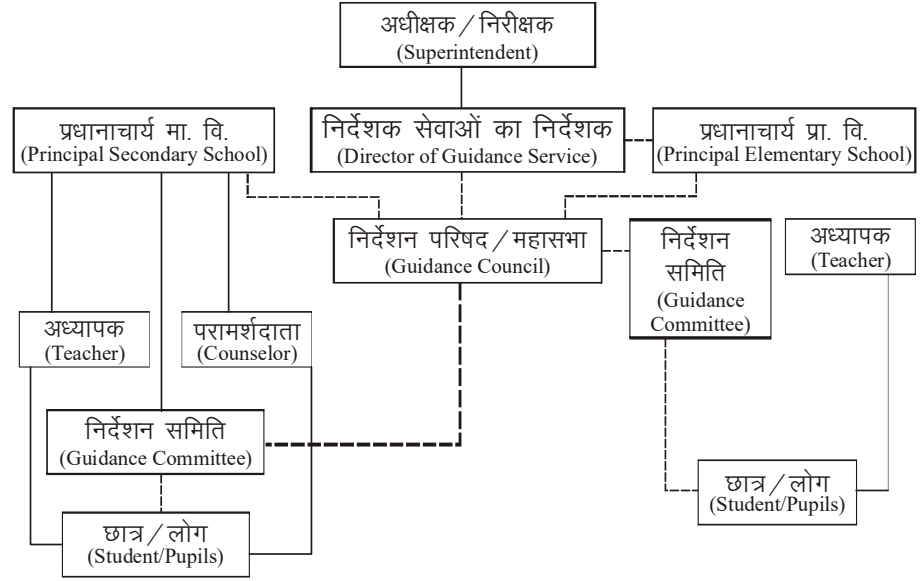 अधीक्षक / निरीक्षक
(Superintendent)
प्रधानाचार्य मा. वि.
(Principal Secondary School)
निर्देशक सेवाओं का निर्देशक
(Director of Guidance Service)
प्रधानाचार्य प्रा. वि.
(Principal Elementary School)
निर्देशन परिषद / महासभा
(Guidance Council)
निर्देशन
समिति
(Guidance
Committee)
अध्यापक
(Teacher)
अध्यापक
(Teacher)
परामर्शदाता
(Counselor)
निर्देशन समिति
(Guidance Committee)
छात्र / लोग
(Student/Pupils)
छात्र / लोग
(Student/Pupils)